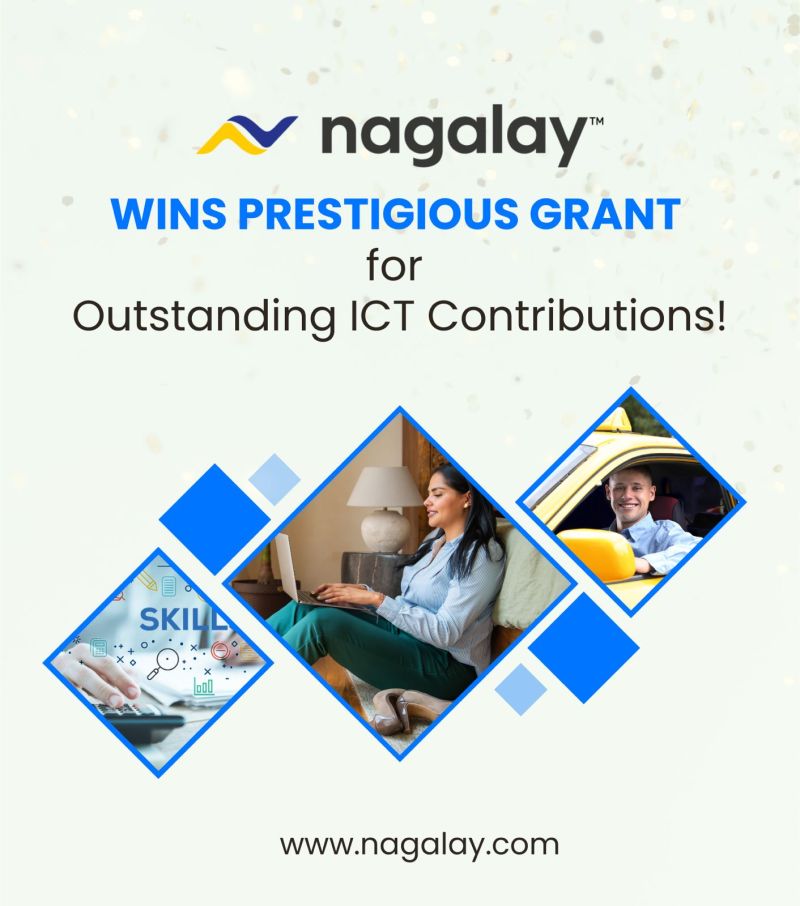 nagalay™
WINS PRESTIGIOUS GRANT
for
Outstanding ICT Contributions!
SKILL
www.nagalay.com